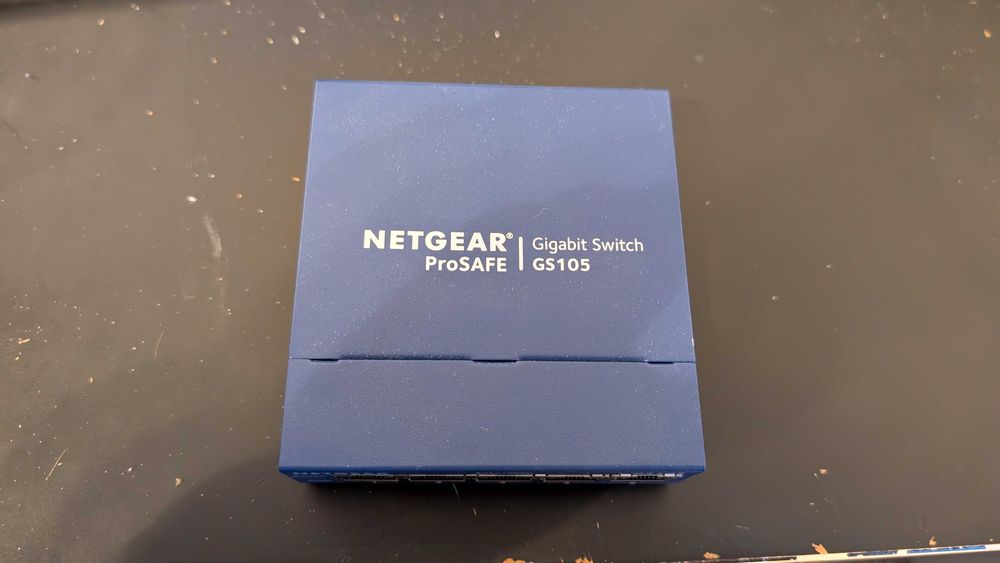 NETGEAR® | Gigabit Switch
ProSAFE | GS105